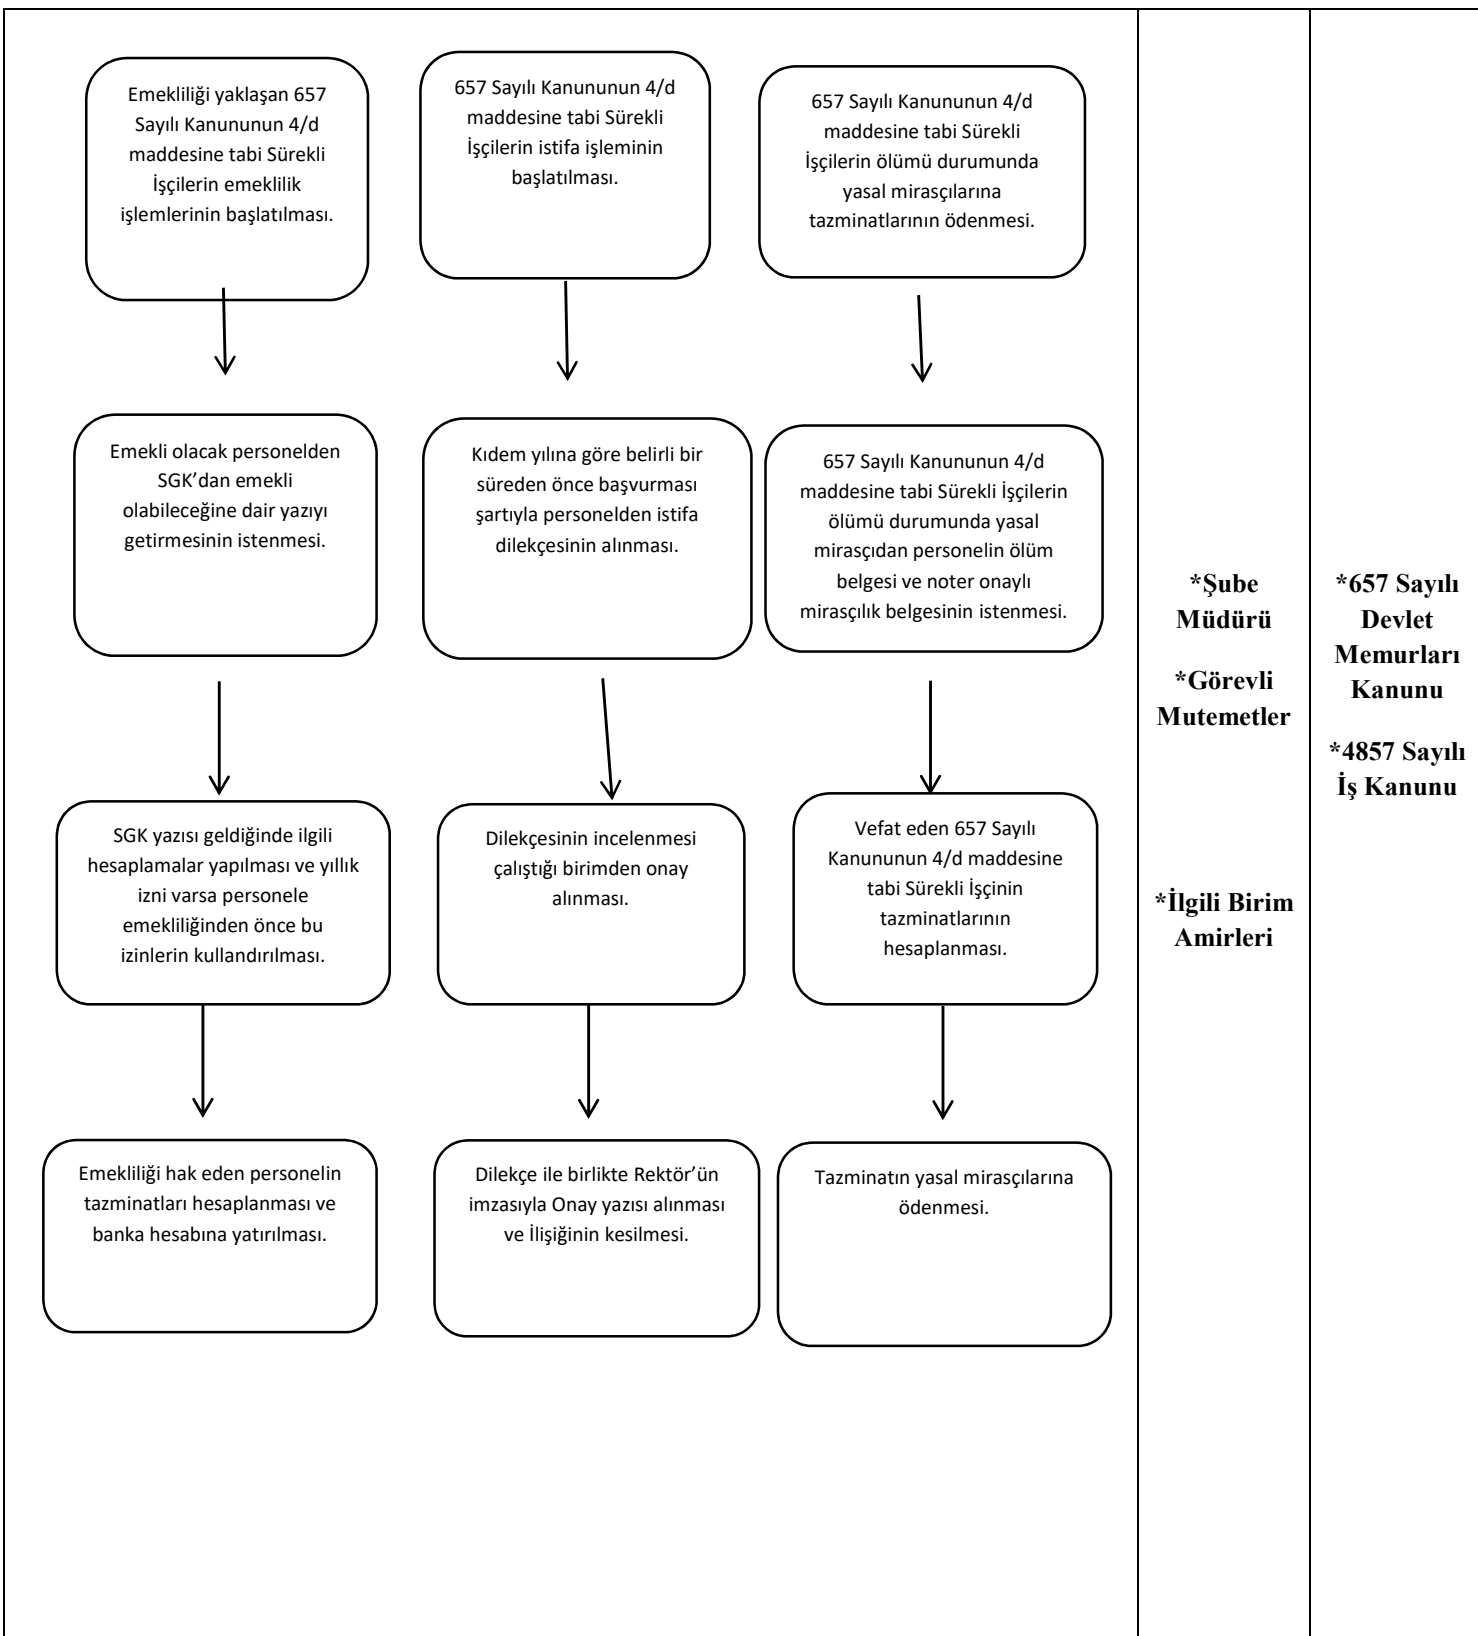 Emekliliği yaklaşan 657
Sayılı Kanununun 4/d
maddesine tabi Sürekli
İşçilerin emeklilik
işlemlerinin başlatılması.
Emekli olacak personelden
SGK’dan emekli
olabileceğine dair yazıyı
getirmesinin istenmesi.
SGK yazısı geldiğinde ilgili
hesaplamalar yapılması ve yıllık
izni varsa personele
emekliliğinden önce bu
izinlerin kullandırılması.
Emekliliği hak eden personelin
tazminatları hesaplanması ve
banka hesabına yatırılması.
657 Sayılı Kanununun 4/d
maddesine tabi Sürekli
İşçilerin istifa işleminin
başlatılması.
Kıdem yılına göre belirli bir
süreden önce başvurması
şartıyla personelden istifa
dilekçesinin alınması.
Dilekçesinin incelenmesi
çalıştığı birimden onay
alınması.
Dilekçe ile birlikte Rektör’ün
imzasıyla Onay yazısı alınması
ve İlişiğinin kesilmesi.
657 Sayılı Kanununun 4/d
maddesine tabi Sürekli
İşçilerin ölümü durumunda
yasal mirasçılarına
tazminatlarının ödenmesi.
657 Sayılı Kanununun 4/d
maddesine tabi Sürekli İşçilerin
ölümü durumunda yasal
mirasçıdan personelin ölüm
belgesi ve noter onaylı
mirasçılık belgesinin istenmesi.
Vefat eden 657 Sayılı
Kanununun 4/d maddesine
tabi Sürekli İşçinin
tazminatlarının
hesaplanması.
Tazminatın yasal mirasçılarına
ödenmesi.
*Şube
Müdürü
*Görevli
Mutemetler
*İlgili Birim
Amirleri
*657 Sayılı
Devlet
Memurları
Kanunu
*4857 Sayılı
İş Kanunu